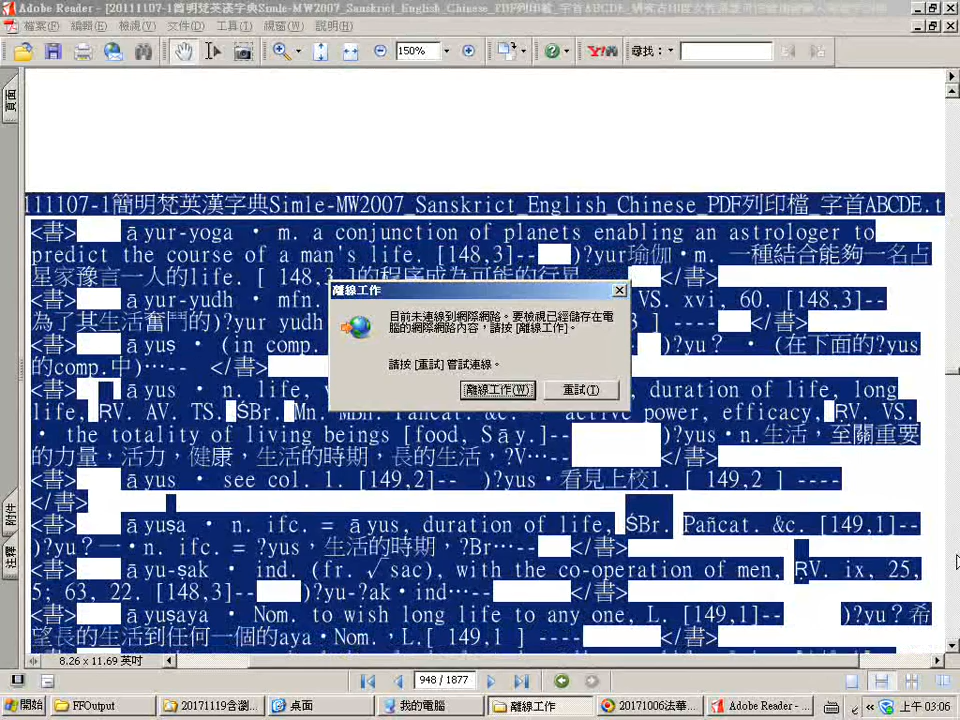 Adobe Reader - [20111107-1簡明梵英漢字典Simle-MW2007_Sanskrict_English_Chinese_PDF列印檔_字首ABCDE
檔案(F) 編輯(E) 檢視(V) 文件(D) 工具(T) 視窗(W) 說明(H)
150% 尋找:
頁面
111107-1簡明梵英漢字典Simle-MW2007_Sanskrict_English_Chinese_PDF列印檔_字首ABCDE.t
<書> āyur-yoga · m. a conjunction of planets enabling an astrologer to
predict the course of a man's life. [148,3]-- )?yur瑜伽·m. 一種結合能夠一名占
星家豫言一人的life. [ 148,3 ]的程序成為可能的行星 </書>
<書> āyur-yudh · mfn. VS. xvi, 60. [148,3]--
為了其生活奮鬥的)?yur yudh ] ---- </書>
<書> āyuṣ · (in comp. )?yu? · (在下面的?yus
的comp.中)…-- </書>
<書> āyus · n. life, duration of life, long
life, ṚV. AV. TS. ŚBr. Mn. MBh. Pañcat. &c. · active power, efficacy, ṚV. VS.
· the totality of living beings [food, Sāy.]-- )?yus·n.生活，至關重要
的力量，活力，健康，生活的時期，長的生活，?V…-- </書>
<書> āyus · see col. 1. [149,2]-- )?yus·看見上校1. [ 149,2 ] ----
</書>
<書> āyuṣa · n. ifc. = āyus, duration of life, ŚBr. Pañcat. &c. [149,1]--
)?yu？一·n. ifc. = ?yus，生活的時期，?Br…-- </書>
<書> āyu-ṣak · ind. (fr. √sac), with the co-operation of men, ṚV. ix, 25,
5; 63, 22. [148,3]-- )?yu-?ak·ind…-- </書>
<書> āyuṣaya · Nom. to wish long life to any one, L. [149,1]-- )?yu？希
望長的生活到任何一個的aya·Nom.，L.[ 149,1 ] ---- </書>
離線工作
目前未連線到網際網路。要檢視已經儲存在電
腦的網際網路內容，請按 [離線工作]。
請按 [重試] 嘗試連線。
離線工作(W) 重試(T)
附件
注釋
8.26 x 11.69 英吋
948 / 1877
開始 FFOutput 20171119含瀏... 桌面 我的電腦 離線工作 20171006法華... Adobe Reader - ... 上午 03:06